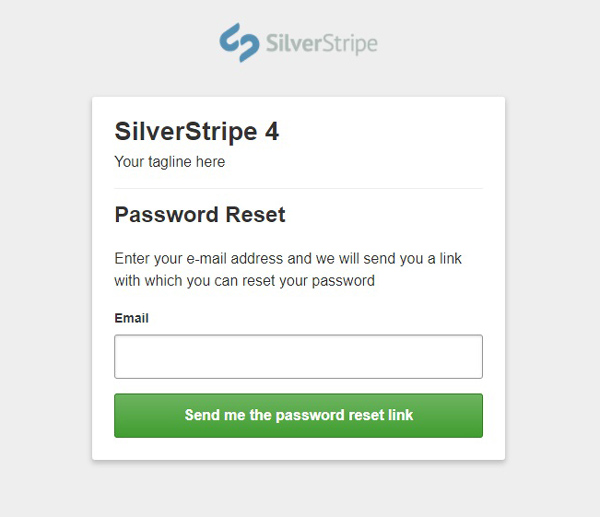 SilverStripe
SilverStripe 4
Your tagline here
Password Reset
Enter your e-mail address and we will send you a link
with which you can reset your password
Email
Send me the password reset link